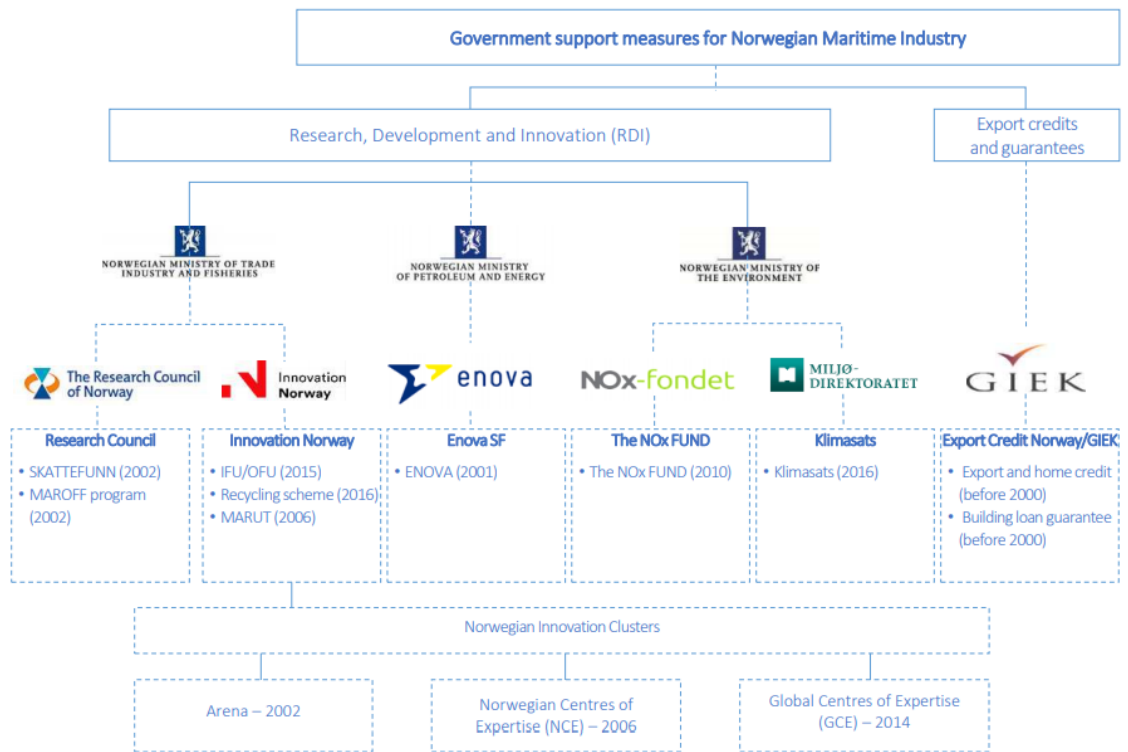 Government support measures for Norwegian Maritime Industry
Research, Development and Innovation (RDI)
Export credits
and guarantees
NORWEGIAN MINISTRY OF TRADE
INDUSTRY AND FISHERIES
NORWEGIAN MINISTRY
OF PETROLEUM AND ENERGY
NORWEGIAN MINISTRY OF
THE ENVIRONMENT
The Research Council
of Norway
Innovation
Norway
enova
NOx-fondet
MILJØ-
DIREKTORATET
GIEK
Research Council
• SKATTEFUNN (2002)
• MAROFF program
(2002)
Innovation Norway
• IFU/OFU (2015)
• Recycling scheme (2016)
• MARUT (2006)
Enova SF
• ENOVA (2001)
The NOx FUND
• The NOx FUND (2010)
Klimasats
• Klimasats (2016)
Export Credit Norway/GIEK
• Export and home credit
(before 2000)
• Building loan guarantee
(before 2000)
Norwegian Innovation Clusters
Arena – 2002
Norwegian Centres of
Expertise (NCE) – 2006
Global Centres of Expertise
(GCE) – 2014